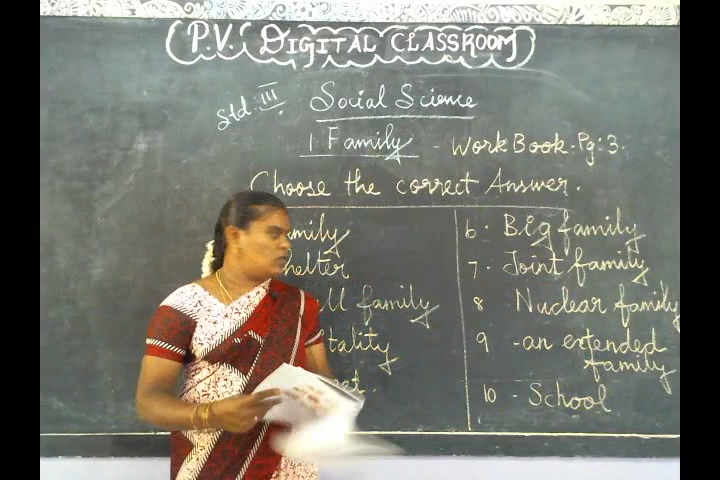 P.V. DIGITAL CLASSROOM
Std. III
Social Science
1 Family - Work Book. Pg: 3.
Choose the correct Answer.
6. Big family
7. Joint family
8 Nuclear family
9 - an extended
family
10 - School
family